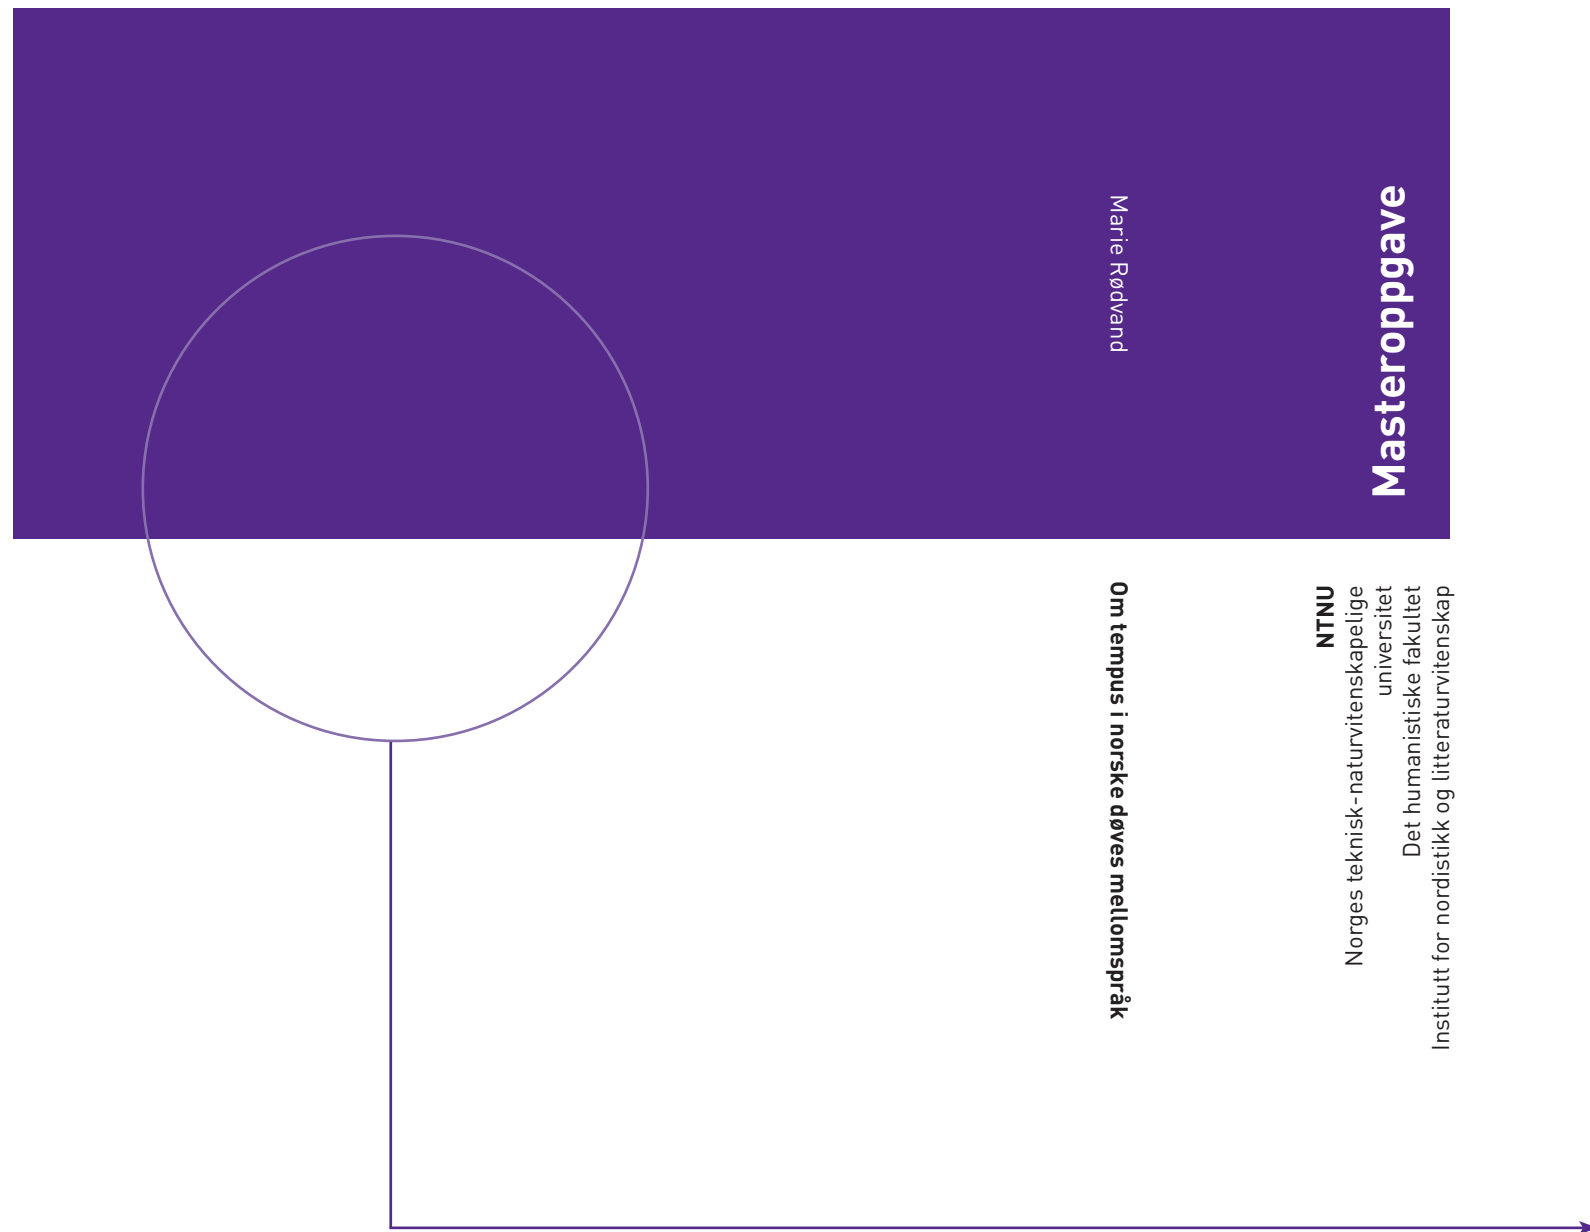 Masteroppgave
Marie Rødvand
Om tempus i norske døves mellomspråk
NTNU
Norges teknisk-naturvitenskapelige
universitet
Det humanistiske fakultet
Institutt for nordistikk og litteraturvitenskap